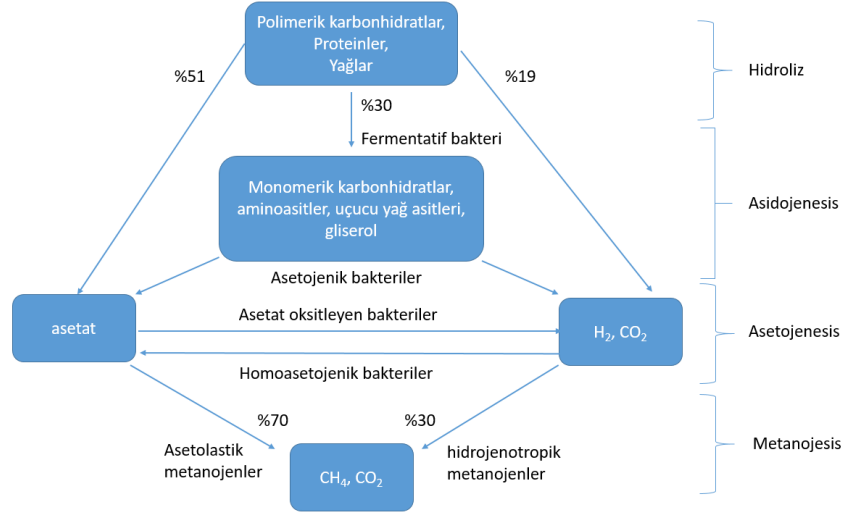 Polimerik karbonhidratlar,
Proteinler,
Yağlar
%51
%30
%19
Hidroliz
Fermentatif bakteri
Monomerik karbonhidratlar,
aminoasitler, uçucu yağ asitleri,
gliserol
Asidojenesis
Asetojenik bakteriler
asetat
Asetat oksitleyen bakteriler
H₂, CO₂
Asetojenesis
Homoasetojenik bakteriler
%70
%30
Asetolastik
metanojenler
CH₄, CO₂
hidrojenotropik
metanojenler
Metanojesis